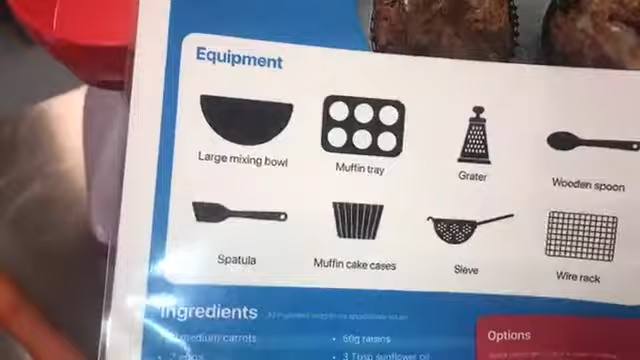 Equipment
Large mixing bowl
Muffin tray
Grater
Wooden spoon
Spatula
Muffin cake cases
Sieve
Wire rack
Ingredients
medium carrots
50g raisins
3 Tbsp sunflower oil
Options